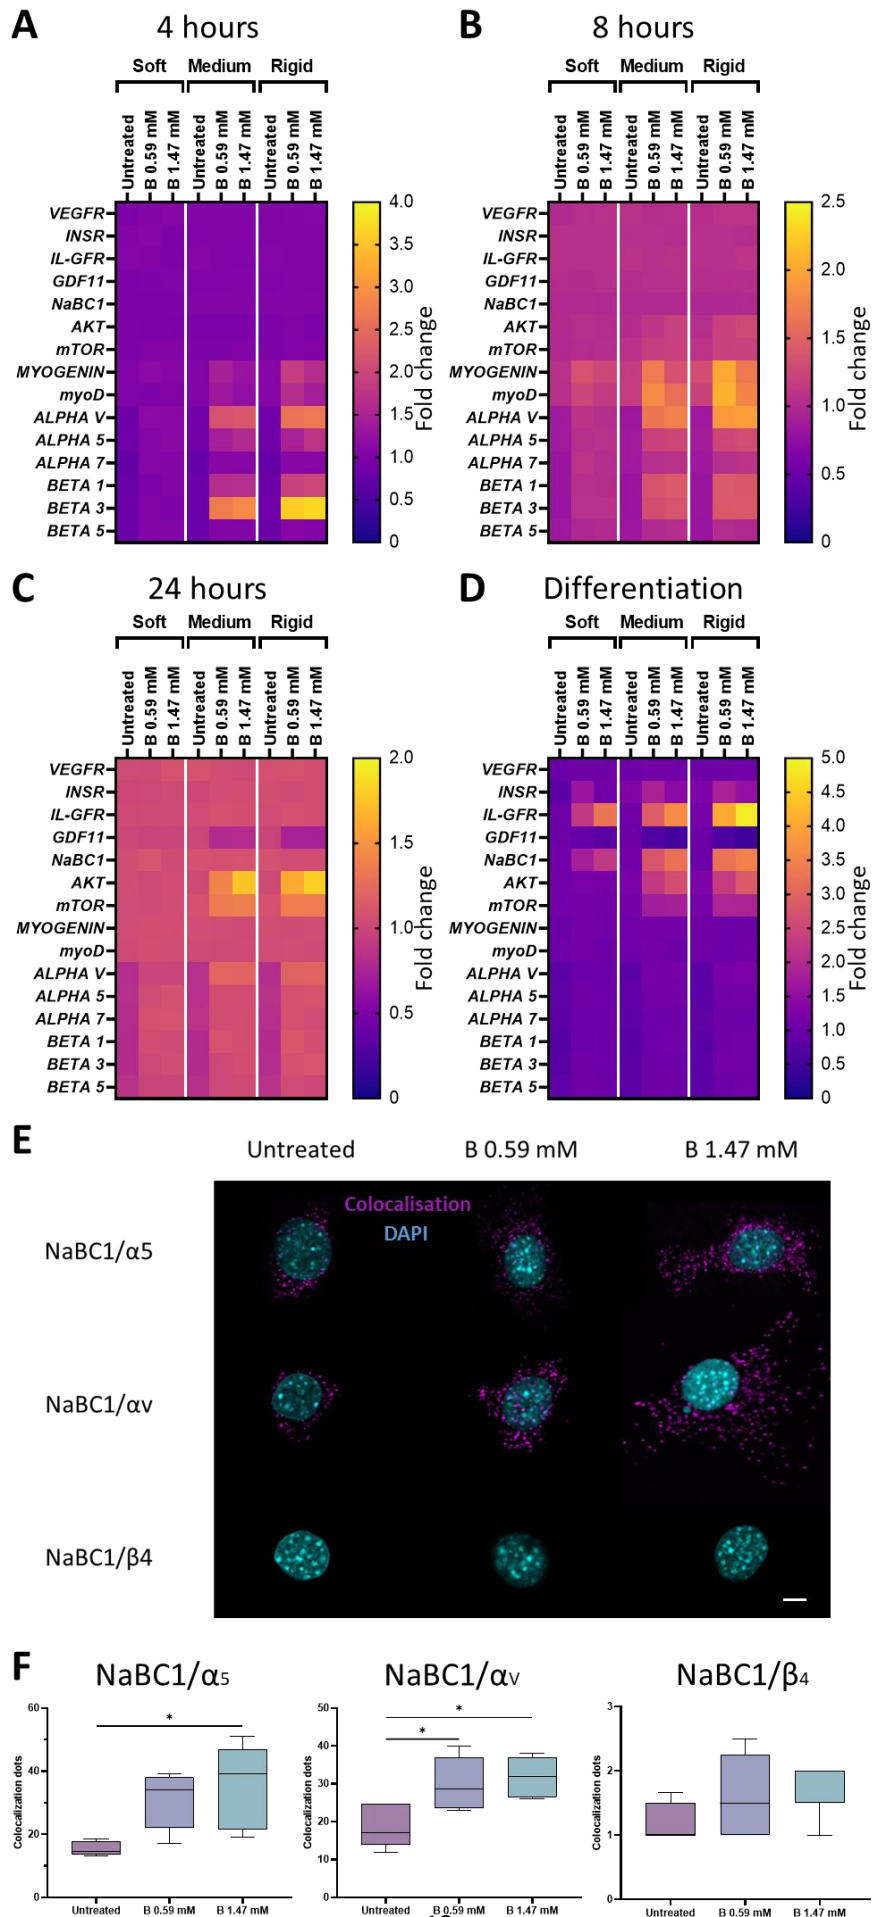 A
4 hours
Soft Medium Rigid
Untreated
B 0.59 mM
B 1.47 mM
Untreated
B 0.59 mM
B 1.47 mM
Untreated
B 0.59 mM
B 1.47 mM
VEGFR
INSR
IL-GFR
GDF11
NaBC1
AKT
mTOR
MYOGENIN
myoD
ALPHA V
ALPHA 5
ALPHA 7
BETA 1
BETA 3
BETA 5
4.0
3.5
3.0
2.5
2.0
1.5
1.0
0.5
0
Fold change
B
8 hours
Soft Medium Rigid
Untreated
B 0.59 mM
B 1.47 mM
Untreated
B 0.59 mM
B 1.47 mM
Untreated
B 0.59 mM
B 1.47 mM
VEGFR
INSR
IL-GFR
GDF11
NaBC1
AKT
mTOR
MYOGENIN
myoD
ALPHA V
ALPHA 5
ALPHA 7
BETA 1
BETA 3
BETA 5
2.5
2.0
1.5
1.0
0.5
0
Fold change
C
24 hours
Soft Medium Rigid
Untreated
B 0.59 mM
B 1.47 mM
Untreated
B 0.59 mM
B 1.47 mM
Untreated
B 0.59 mM
B 1.47 mM
VEGFR
INSR
IL-GFR
GDF11
NaBC1
AKT
mTOR
MYOGENIN
myoD
ALPHA V
ALPHA 5
ALPHA 7
BETA 1
BETA 3
BETA 5
2.0
1.5
1.0
0.5
0
Fold change
D
Differentiation
Soft Medium Rigid
Untreated
B 0.59 mM
B 1.47 mM
Untreated
B 0.59 mM
B 1.47 mM
Untreated
B 0.59 mM
B 1.47 mM
VEGFR
INSR
IL-GFR
GDF11
NaBC1
AKT
mTOR
MYOGENIN
myoD
ALPHA V
ALPHA 5
ALPHA 7
BETA 1
BETA 3
BETA 5
5.0
4.5
4.0
3.5
3.0
2.5
2.0
1.5
1.0
0.5
0
Fold change
E
Untreated B 0.59 mM B 1.47 mM
Colocalisation
DAPI
NaBC1/α5
NaBC1/αv
NaBC1/β4
F
NaBC1/α5
60
40
20
0
Colocalization dots
*
Untreated B 0.59 mM B 1.47 mM
NaBC1/αV
50
40
30
20
10
0
Colocalization dots
*
*
Untreated B 0.59 mM B 1.47 mM
NaBC1/β4
3
2
1
0
Colocalization dots
Untreated B 0.59 mM B 1.47 mM